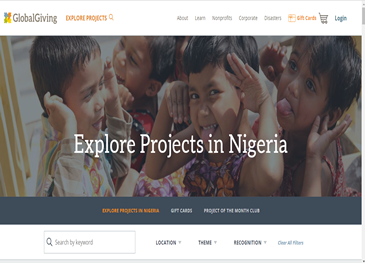 GlobalGiving EXPLORE PROJECTS About Learn Nonprofits Corporate Disasters Gift Cards Login
Explore Projects in Nigeria
EXPLORE PROJECTS IN NIGERIA GIFT CARDS PROJECT OF THE MONTH CLUB
Search by keyword LOCATION THEME RECOGNITION Clear All Filters